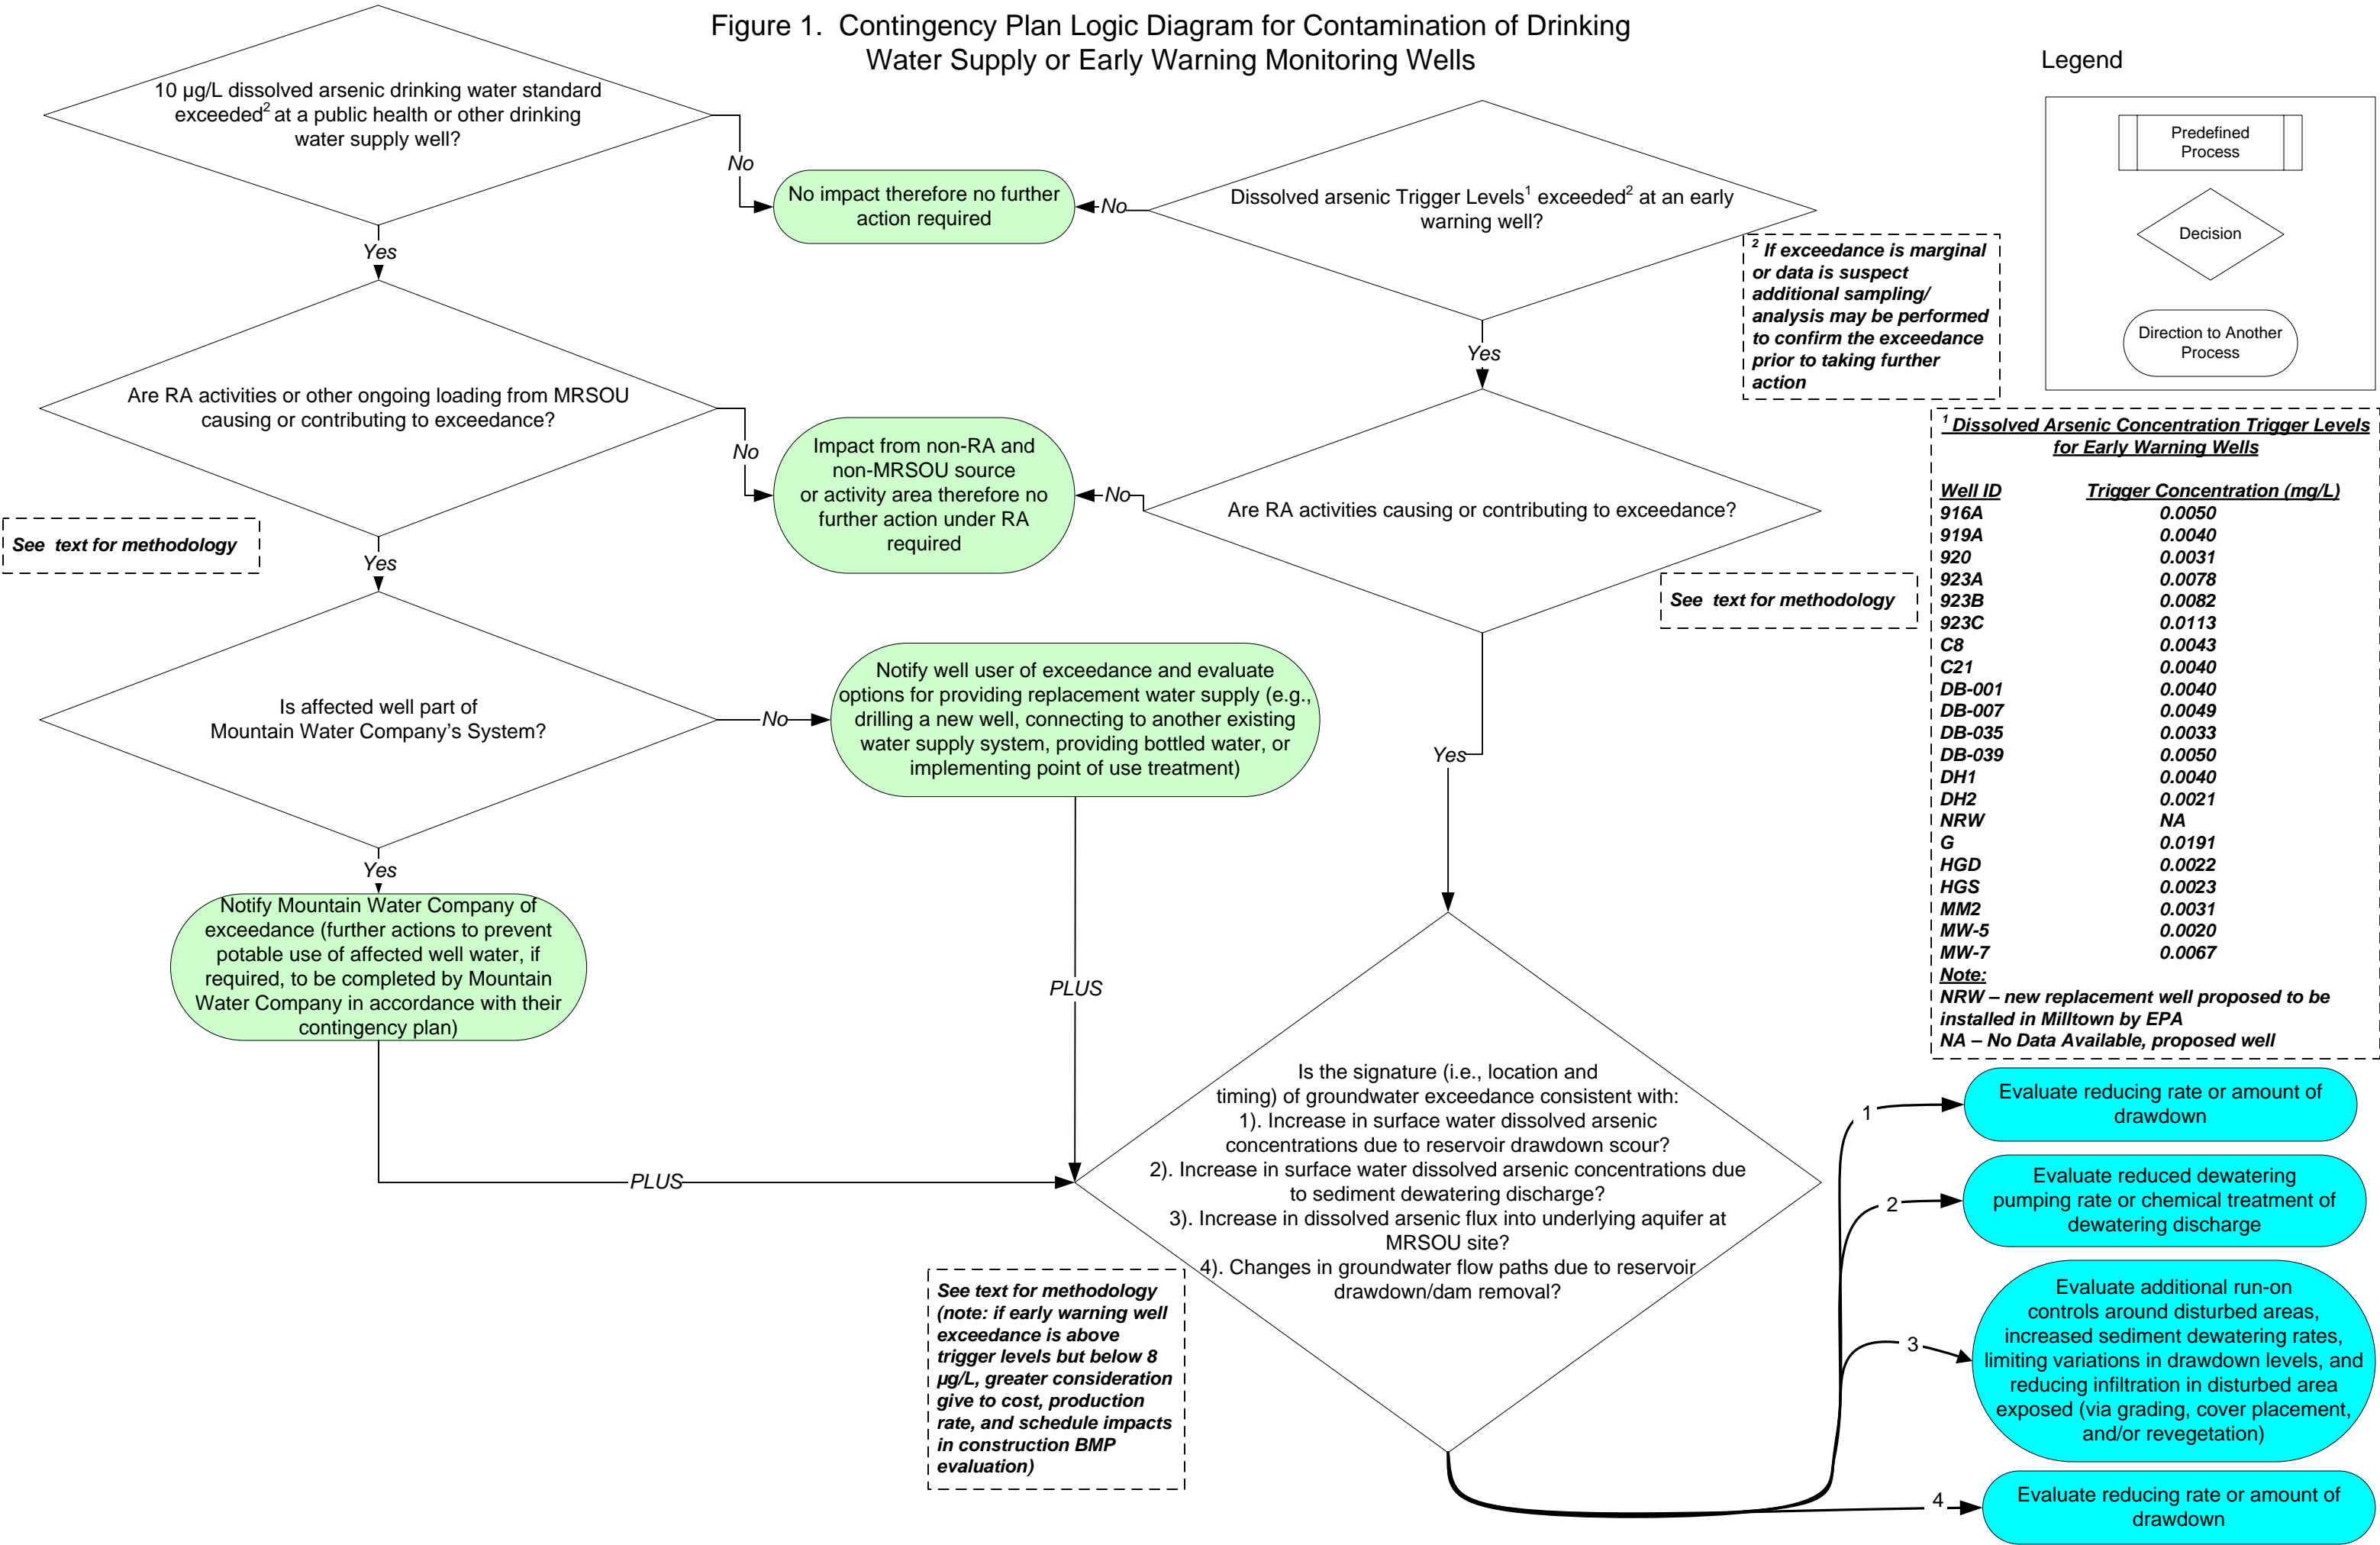 Figure 1.  Contingency Plan Logic Diagram for Contamination of Drinking
Water Supply or Early Warning Monitoring Wells
10 µg/L dissolved arsenic drinking water standard
exceeded2 at a public health or other drinking
water supply well?
No
Yes
No impact therefore no further
action required
No
Dissolved arsenic Trigger Levels1 exceeded2 at an early
warning well?
Yes
2 If exceedance is marginal
or data is suspect
additional sampling/
analysis may be performed
to confirm the exceedance
prior to taking further
action
Legend
Predefined
Process
Decision
Direction to Another
Process
Are RA activities or other ongoing loading from MRSOU
causing or contributing to exceedance?
No
Yes
See  text for methodology
Impact from non-RA and
non-MRSOU source
or activity area therefore no
further action under RA
required
No
Are RA activities causing or contributing to exceedance?
See  text for methodology
Yes
1 Dissolved Arsenic Concentration Trigger Levels
for Early Warning Wells
Well ID Trigger Concentration (mg/L)
916A 0.0050
919A 0.0040
920 0.0031
923A 0.0078
923B 0.0082
923C 0.0113
C8 0.0043
C21 0.0040
DB-001 0.0040
DB-007 0.0049
DB-035 0.0033
DB-039 0.0050
DH1 0.0040
DH2 0.0021
NRW NA
G 0.0191
HGD 0.0022
HGS 0.0023
MM2 0.0031
MW-5 0.0020
MW-7 0.0067
Note:
NRW – new replacement well proposed to be
installed in Milltown by EPA
NA – No Data Available, proposed well
Is affected well part of
Mountain Water Company's System?
No
Yes
Notify well user of exceedance and evaluate
options for providing replacement water supply (e.g.,
drilling a new well, connecting to another existing
water supply system, providing bottled water, or
implementing point of use treatment)
PLUS
Notify Mountain Water Company of
exceedance (further actions to prevent
potable use of affected well water, if
required, to be completed by Mountain
Water Company in accordance with their
contingency plan)
PLUS
Is the signature (i.e., location and
timing) of groundwater exceedance consistent with:
1). Increase in surface water dissolved arsenic
concentrations due to reservoir drawdown scour?
2). Increase in surface water dissolved arsenic concentrations due
to sediment dewatering discharge?
3). Increase in dissolved arsenic flux into underlying aquifer at
MRSOU site?
4). Changes in groundwater flow paths due to reservoir
drawdown/dam removal?
See text for methodology
(note: if early warning well
exceedance is above
trigger levels but below 8
µg/L, greater consideration
give to cost, production
rate, and schedule impacts
in construction BMP
evaluation)
1
Evaluate reducing rate or amount of
drawdown
2
Evaluate reduced dewatering
pumping rate or chemical treatment of
dewatering discharge
3
Evaluate additional run-on
controls around disturbed areas,
increased sediment dewatering rates,
limiting variations in drawdown levels, and
reducing infiltration in disturbed area
exposed (via grading, cover placement,
and/or revegetation)
4
Evaluate reducing rate or amount of
drawdown